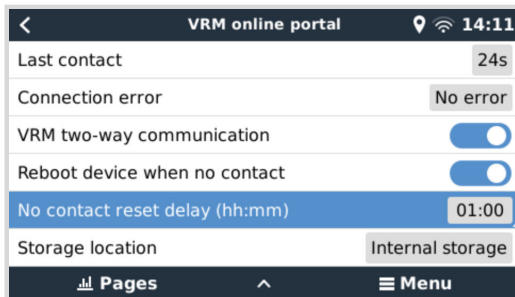 VRM online portal 14:11
Last contact 24s
Connection error No error
VRM two-way communication
Reboot device when no contact
No contact reset delay (hh:mm) 01:00
Storage location Internal storage
Pages Menu